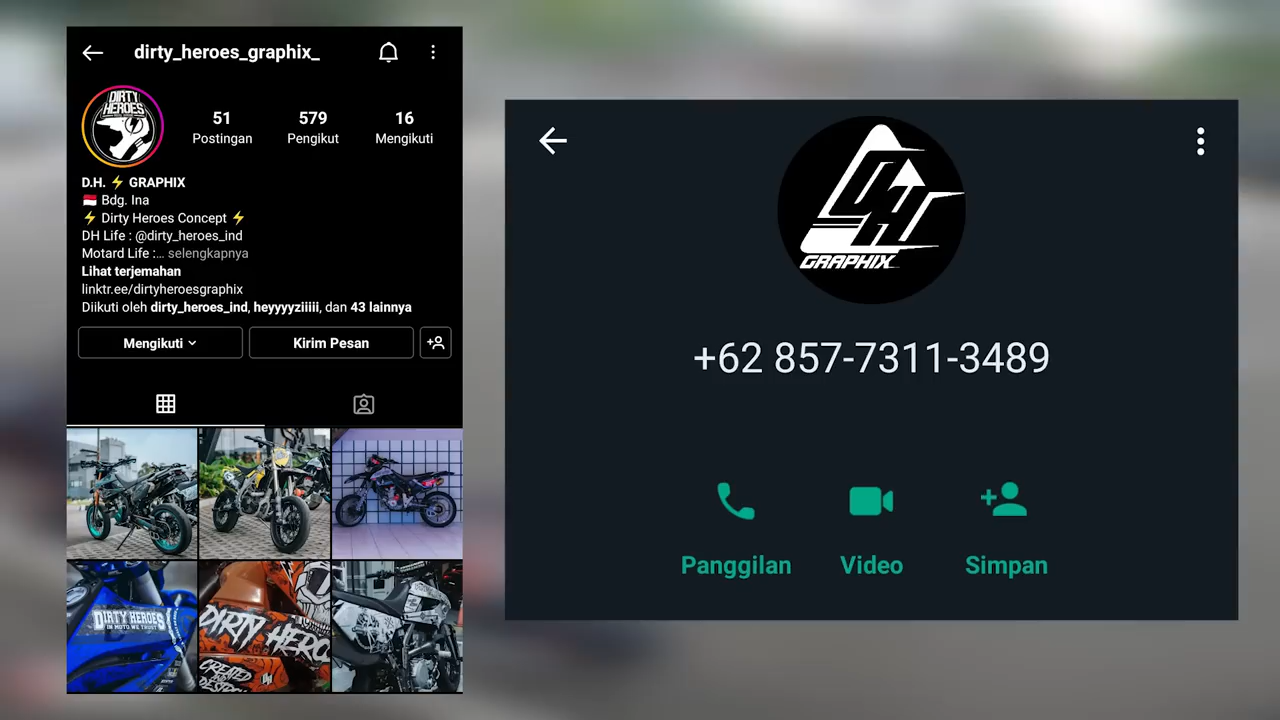 dirty_heroes_graphix_
DIRTY
HEROES
51
579
16
Postingan
Pengikut
Mengikuti
D.H. ⚡ GRAPHIX
🇮🇩 Bdg. Ina
⚡ Dirty Heroes Concept ⚡
DH Life : @dirty_heroes_ind
Motard Life :... selengkapnya
Lihat terjemahan
linktr.ee/dirtyheroesgraphix
Diikuti oleh dirty_heroes_ind, heyyyyziiiii, dan 43 lainnya
Mengikuti
Kirim Pesan
DIRTY HEROES
IN MOTO WE TRUST
DIRTY HERO
CREATED
DESTRO
DH
GRAPHIX
+62 857-7311-3489
Panggilan
Video
Simpan